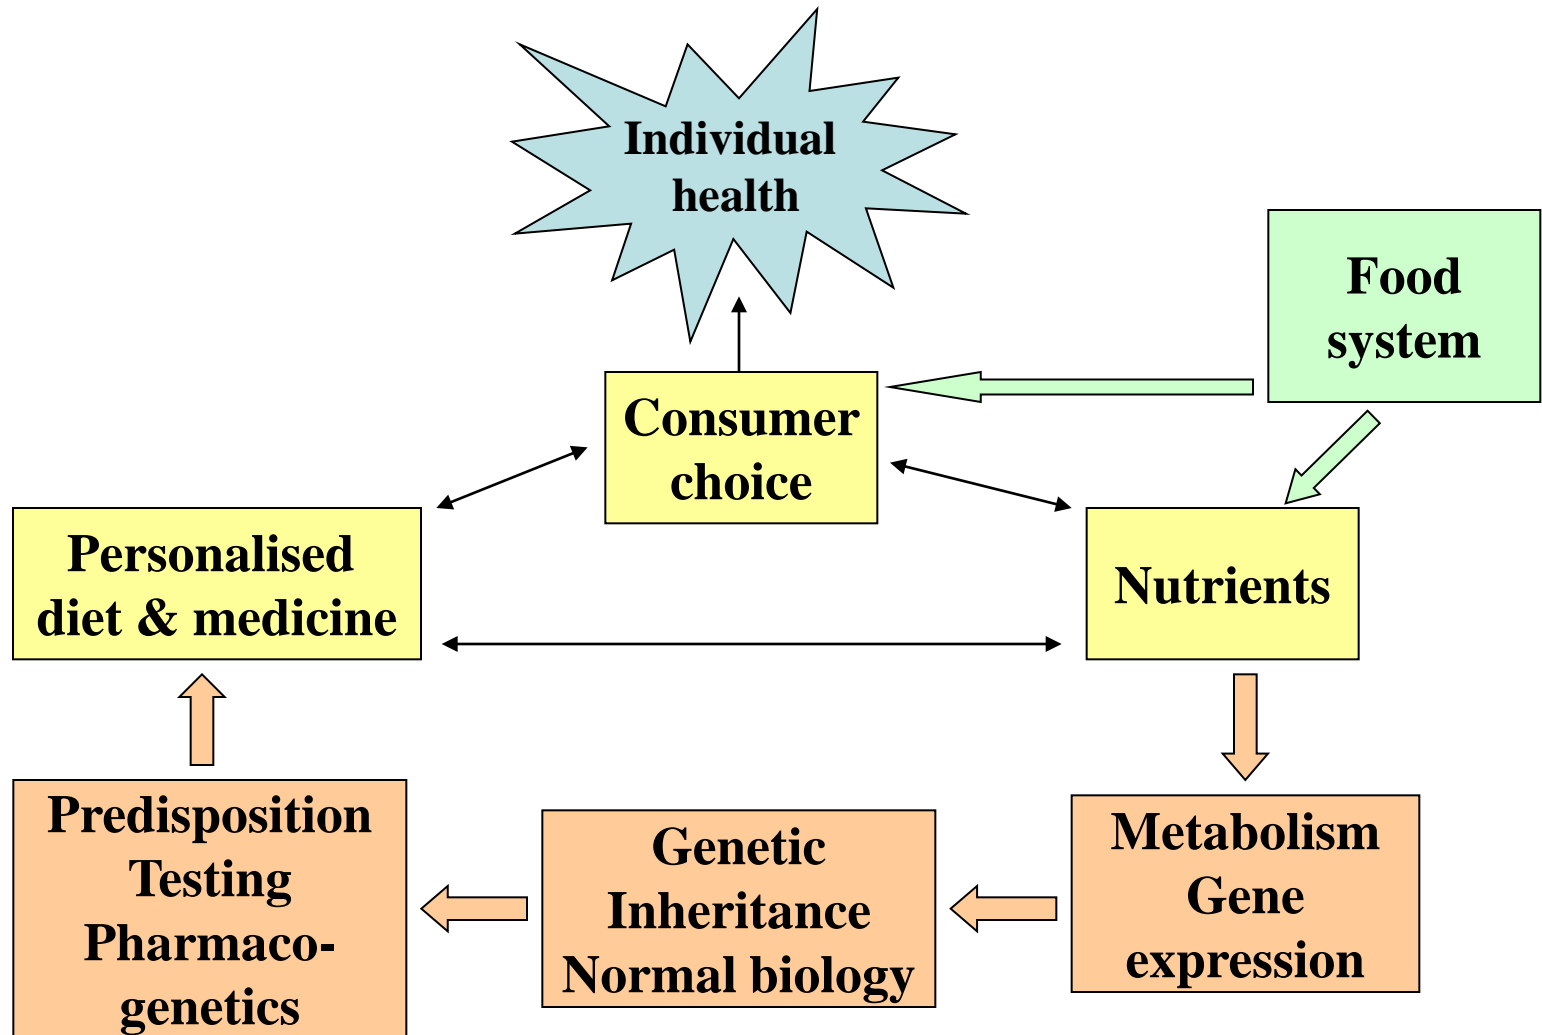 Individual
health
Food
system
Consumer
choice
Personalised
diet & medicine
Nutrients
Predisposition
Testing
Pharmaco-
genetics
Genetic
Inheritance
Normal biology
Metabolism
Gene
expression